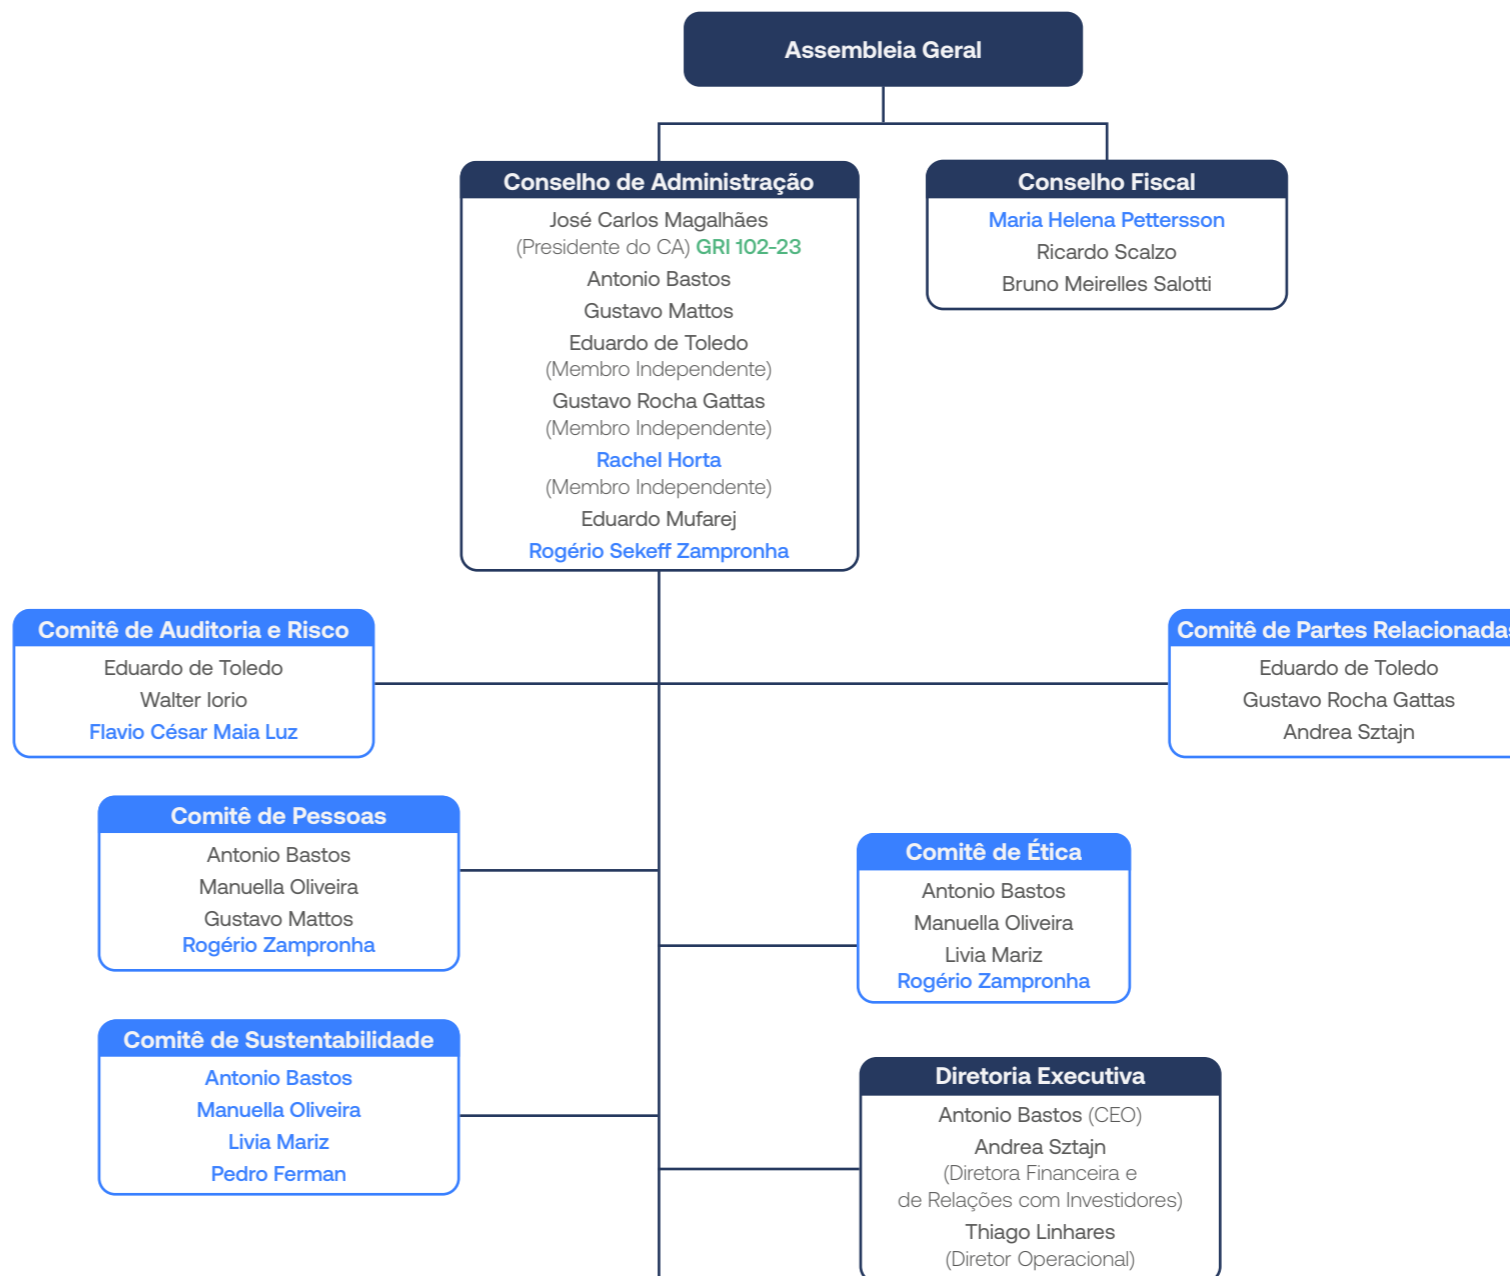 Assembleia Geral
Conselho de Administração
José Carlos Magalhães
(Presidente do CA) GRI 102-23
Antonio Bastos
Gustavo Mattos
Eduardo de Toledo
(Membro Independente)
Gustavo Rocha Gattas
(Membro Independente)
Rachel Horta
(Membro Independente)
Eduardo Mufarej
Rogério Sekeff Zampronha
Conselho Fiscal
Maria Helena Pettersson
Ricardo Scalzo
Bruno Meirelles Salotti
Comitê de Auditoria e Risco
Eduardo de Toledo
Walter Iorio
Flavio César Maia Luz
Comitê de Partes Relacionadas
Eduardo de Toledo
Gustavo Rocha Gattas
Andrea Sztajn
Comitê de Pessoas
Antonio Bastos
Manuella Oliveira
Gustavo Mattos
Rogério Zampronha
Comitê de Ética
Antonio Bastos
Manuella Oliveira
Livia Mariz
Rogério Zampronha
Comitê de Sustentabilidade
Antonio Bastos
Manuella Oliveira
Livia Mariz
Pedro Ferman
Diretoria Executiva
Antonio Bastos (CEO)
Andrea Sztajn
(Diretora Financeira e
de Relações com Investidores)
Thiago Linhares
(Diretor Operacional)